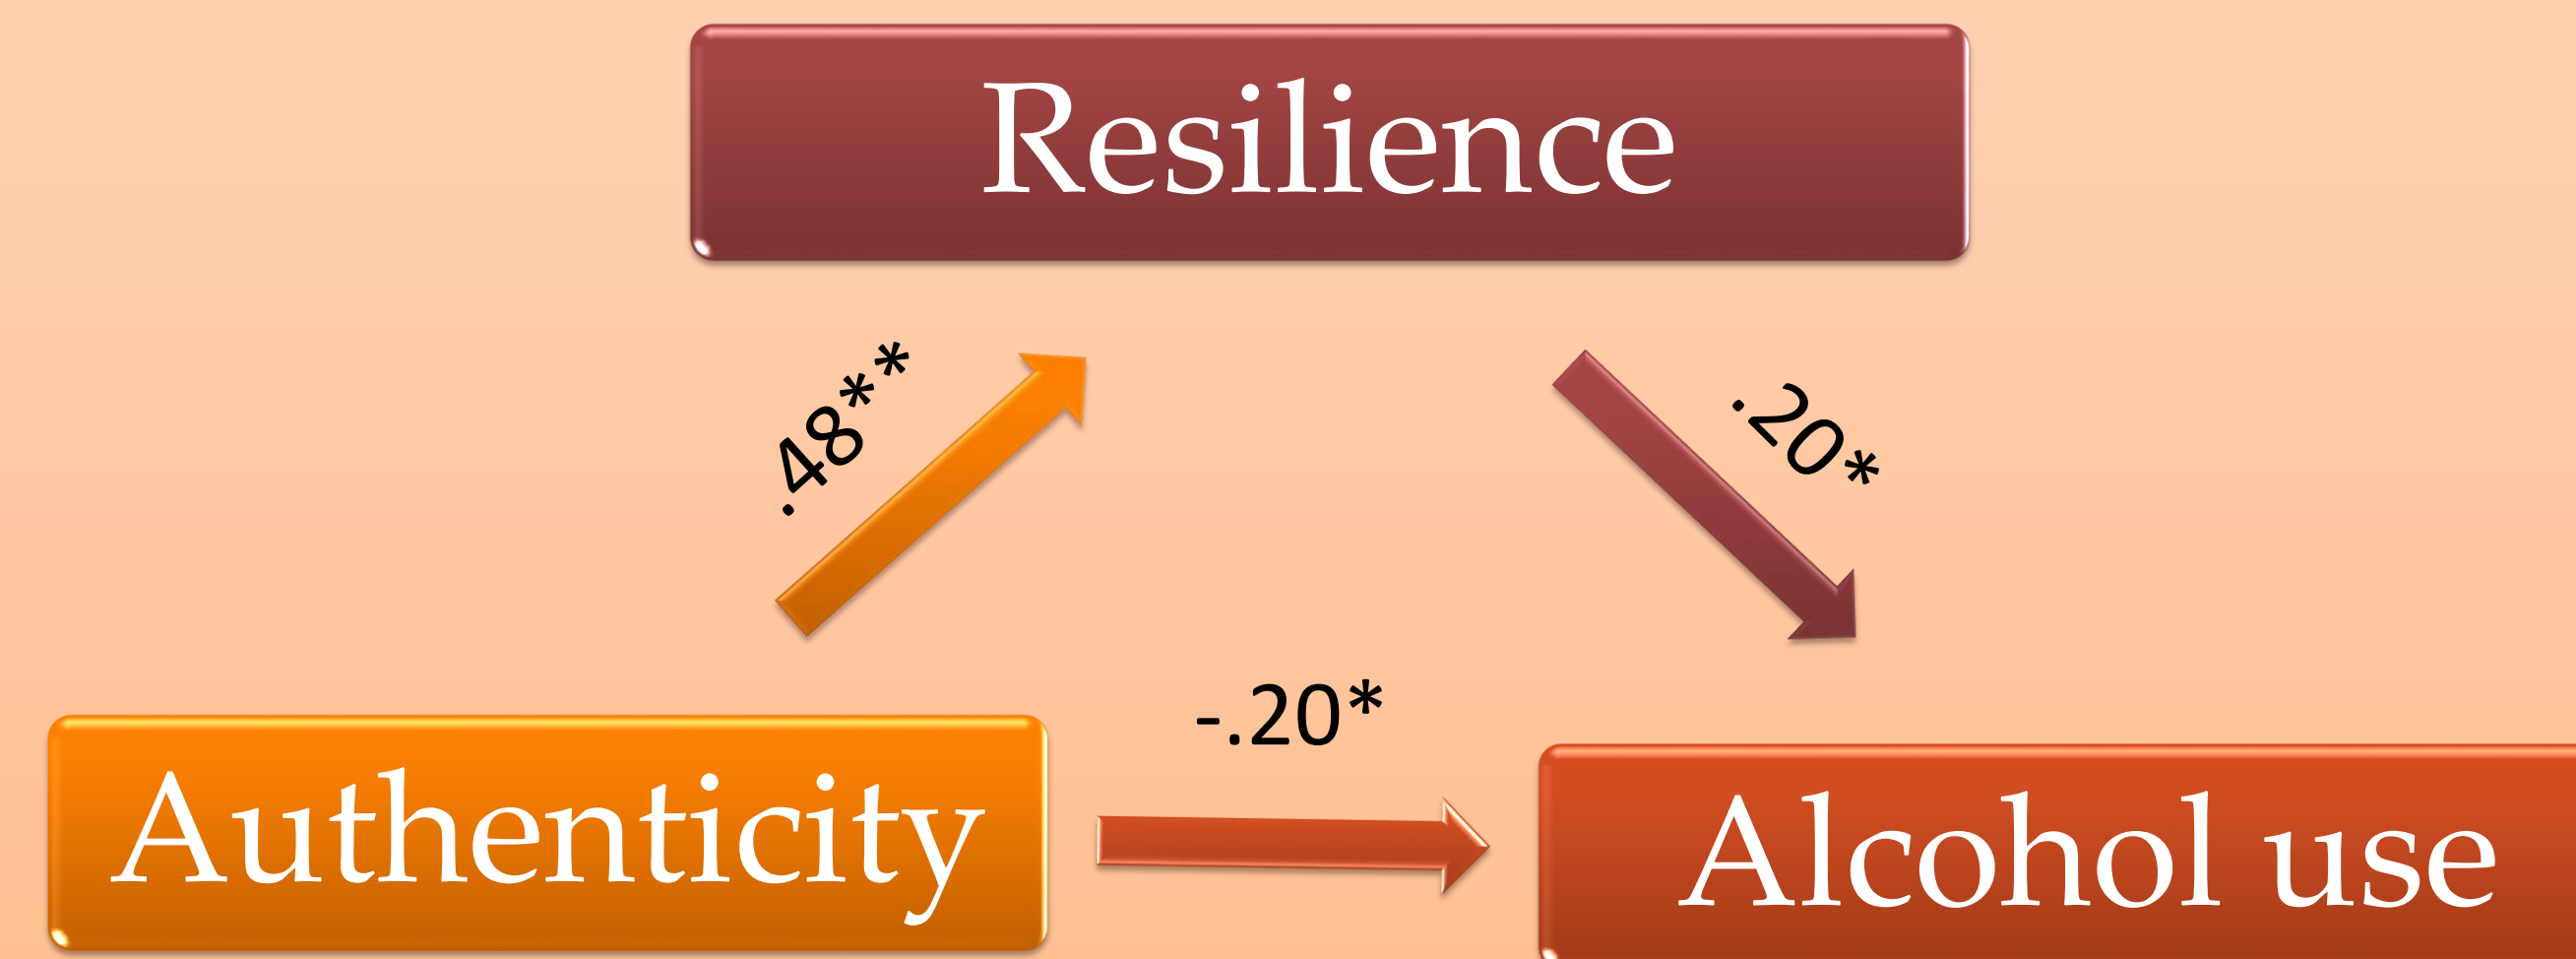 Resilience
.48**
.20*
-.20*
Authenticity
Alcohol use